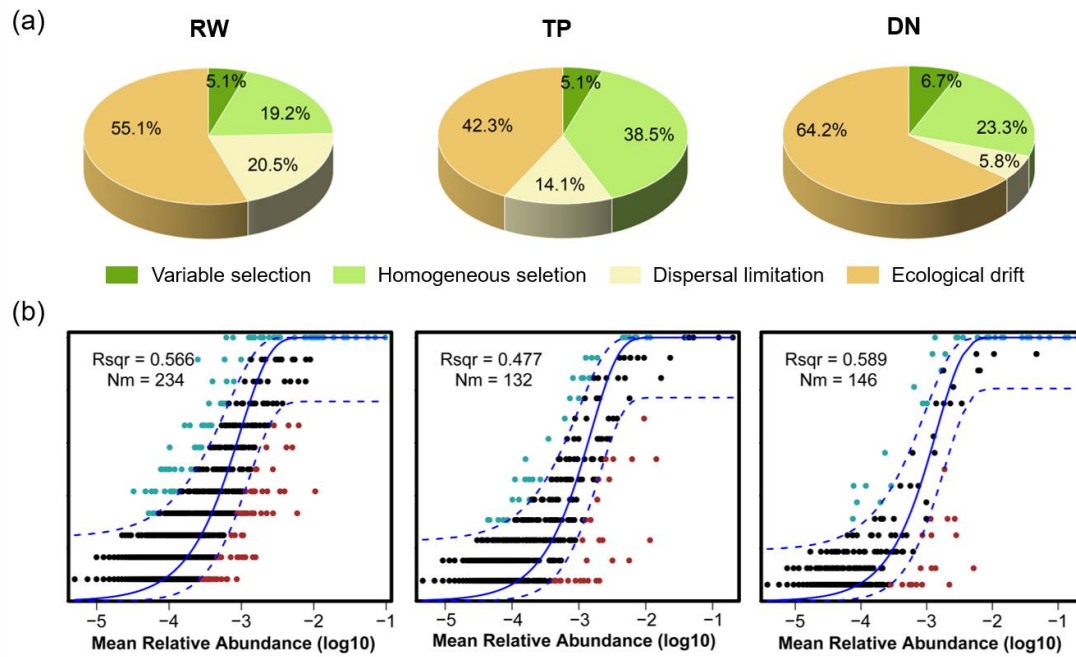 (a)
RW
TP
DN
5.1%
19.2%
20.5%
55.1%
5.1%
38.5%
14.1%
42.3%
6.7%
23.3%
5.8%
64.2%
Variable selection
Homogeneous seletion
Dispersal limitation
Ecological drift
(b)
Rsqr = 0.566
Nm = 234
Rsqr = 0.477
Nm = 132
Rsqr = 0.589
Nm = 146
−5 −4 −3 −2 −1
−5 −4 −3 −2 −1
−5 −4 −3 −2 −1
Mean Relative Abundance (log10)
Mean Relative Abundance (log10)
Mean Relative Abundance (log10)